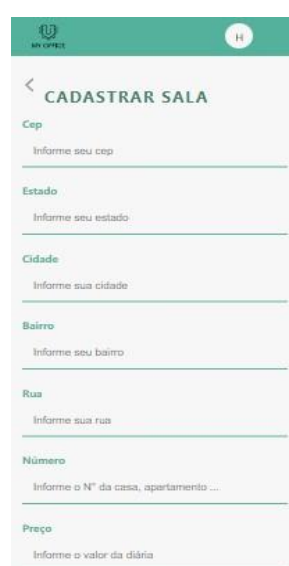 MY OFFICE
H
<
CADASTRAR SALA
Cep
Informe seu cep
Estado
Informe seu estado
Cidade
Informe sua cidade
Bairro
Informe seu bairro
Rua
Informe sua rua
Número
Informe o N° da casa, apartamento ...
Preço
Informe o valor da diária